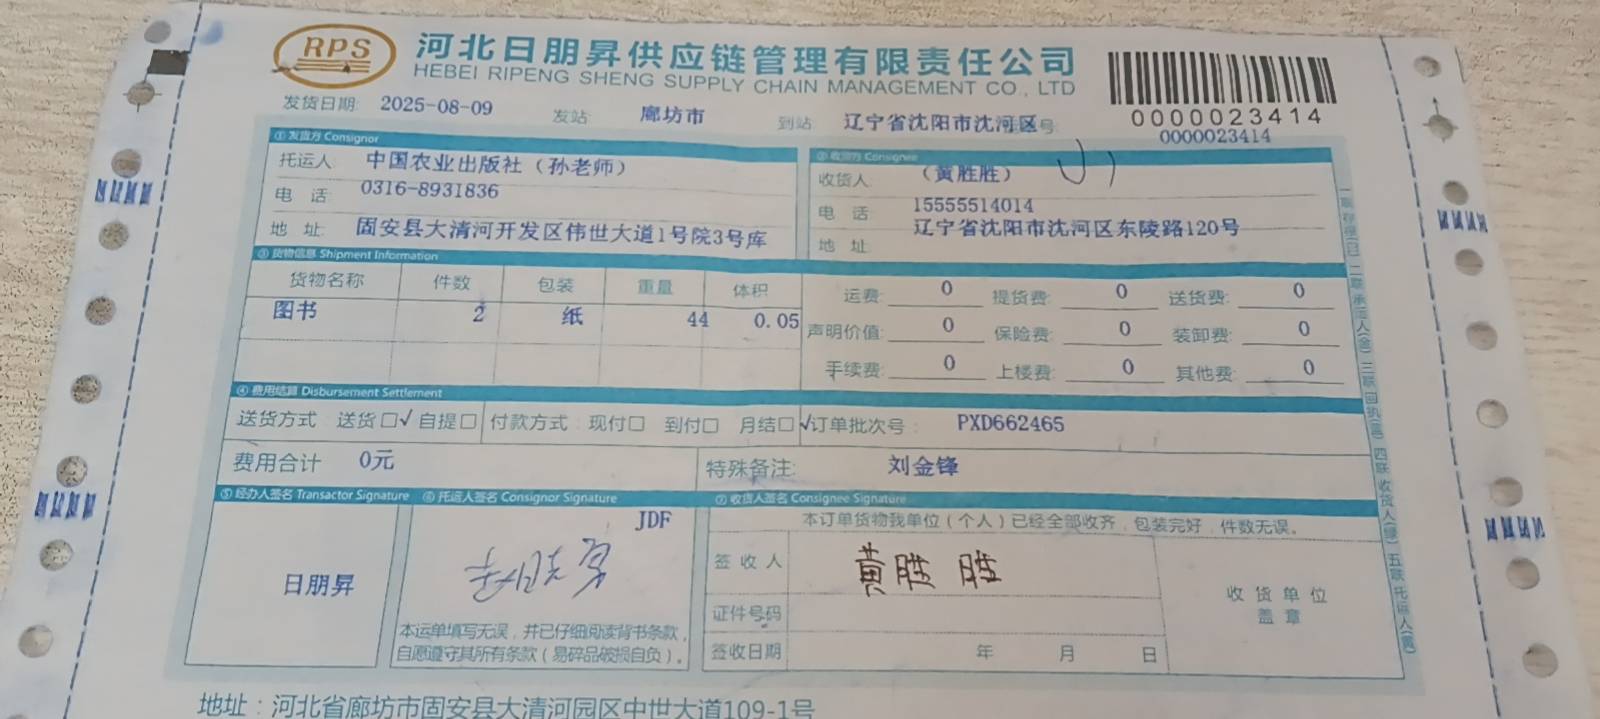 RPS
河北日朋昇供应链管理有限责任公司
HEBEI RIPENG SHENG SUPPLY CHAIN MANAGEMENT CO., LTD
0000023414
发货日期: 2025-08-09 发站 廊坊市 到站 辽宁省沈阳市沈河区 号 0000023414
① 发货方 Consignor
托运人 中国农业出版社（孙老师）
电 话 0316-8931836
地 址: 固安县大清河开发区伟世大道1号院3号库
② 收货方 Consignee
收货人 （黄胜胜）
电 话 15555514014
地 址 辽宁省沈阳市沈河区东陵路120号
③ 货物信息 Shipment Information
货物名称 件数 包装 重量 体积
图书 2 纸 44 0.05
运费: 0 提货费: 0 送货费: 0
声明价值: 0 保险费: 0 装卸费: 0
手续费: 0 上楼费: 0 其他费: 0
④ 费用结算 Disbursement Settlement
送货方式 送货□√ 自提□ 付款方式: 现付□ 到付□ 月结□√ 订单批次号: PXD662465
费用合计 0元 特殊备注: 刘金锋
⑤ 经办人签名 Transactor Signature
日朋昇
⑥ 托运人签名 Consignor Signature
JDF
本运单填写无误，并已仔细阅读背书条款，
自愿遵守其所有条款（易碎品破损自负）。
⑦ 收货人签名 Consignee Signature
本订单货物我单位（个人）已经全部收齐，包装完好，件数无误。
签收人 黄胜胜
证件号码
签收日期 年 月 日
收货单位
盖章
地址：河北省廊坊市固安县大清河园区中世大道109-1号